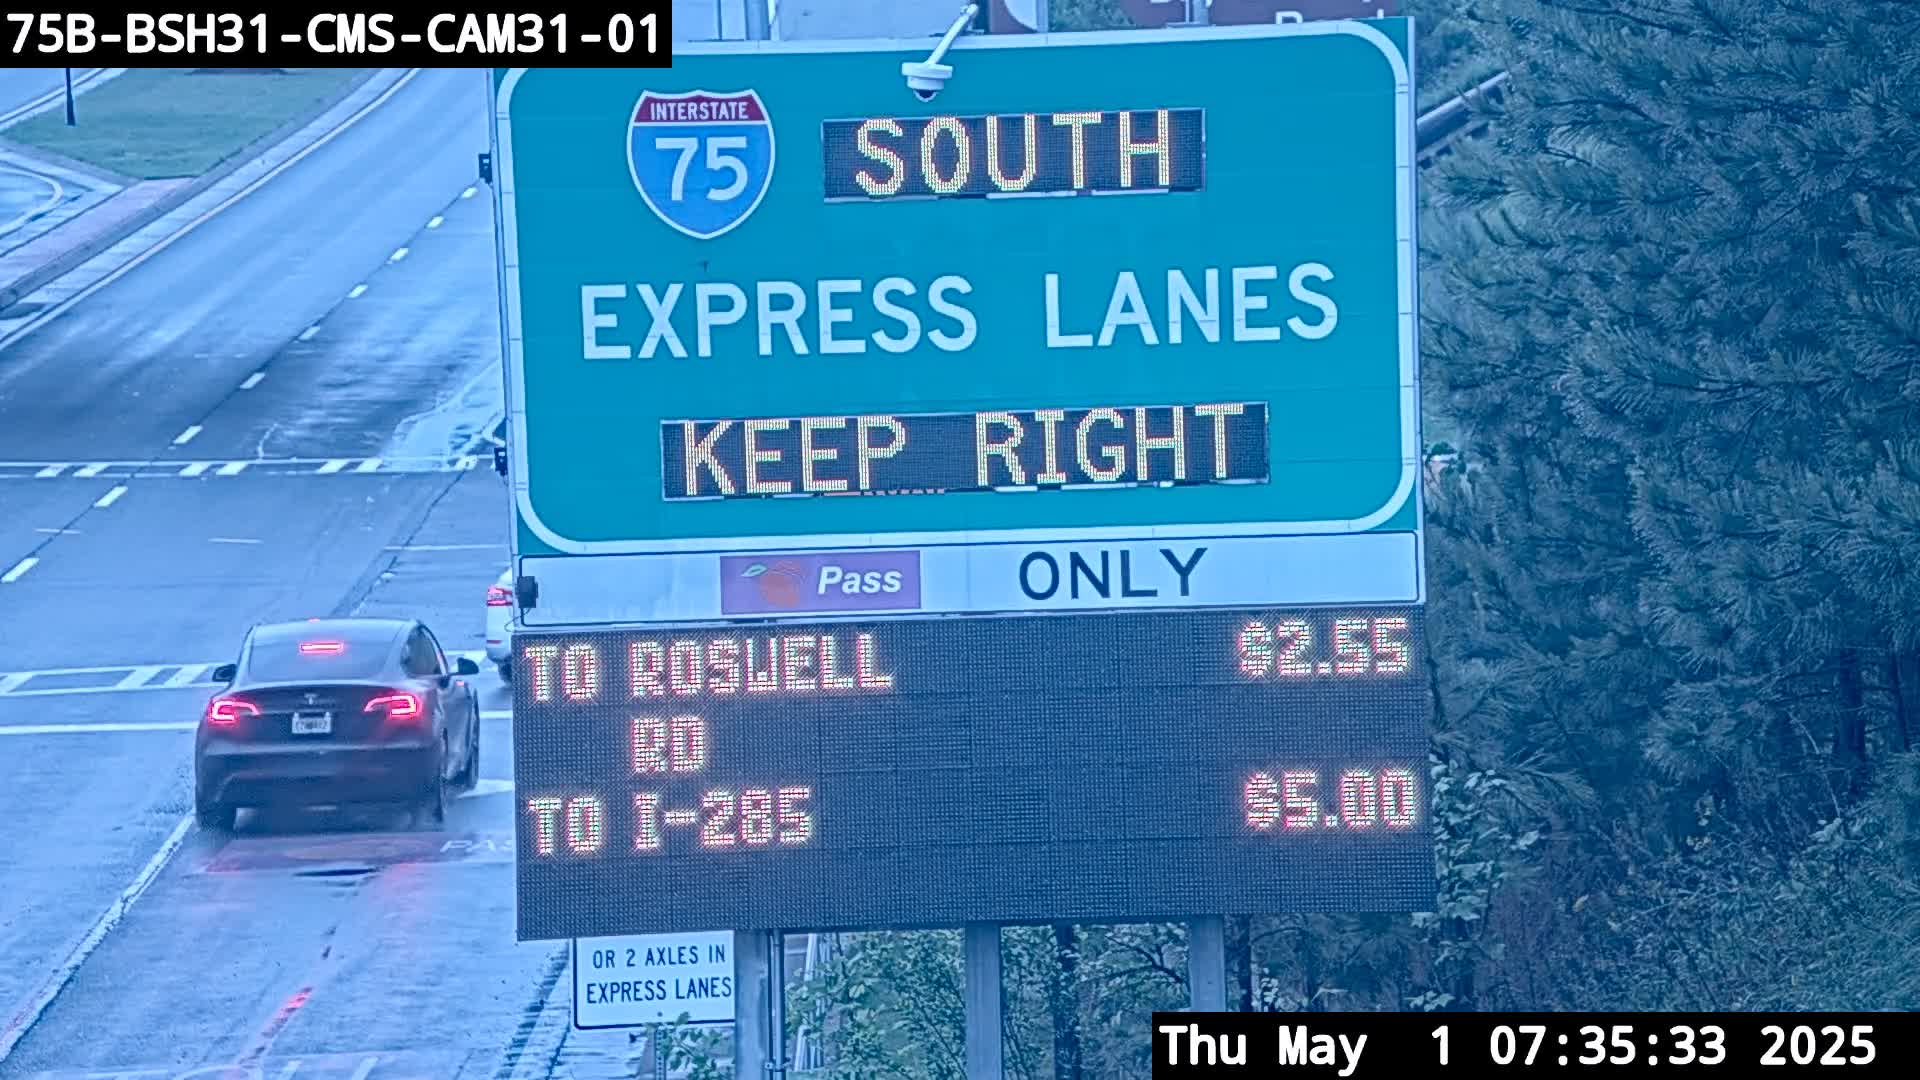 75B-BSH31-CMS-CAM31-01
INTERSTATE
75
SOUTH
EXPRESS LANES
KEEP RIGHT
Pass ONLY
TO ROSWELL $2.55
RD
TO I-285 $5.00
OR 2 AXLES IN
EXPRESS LANES
Thu May 1 07:35:33 2025